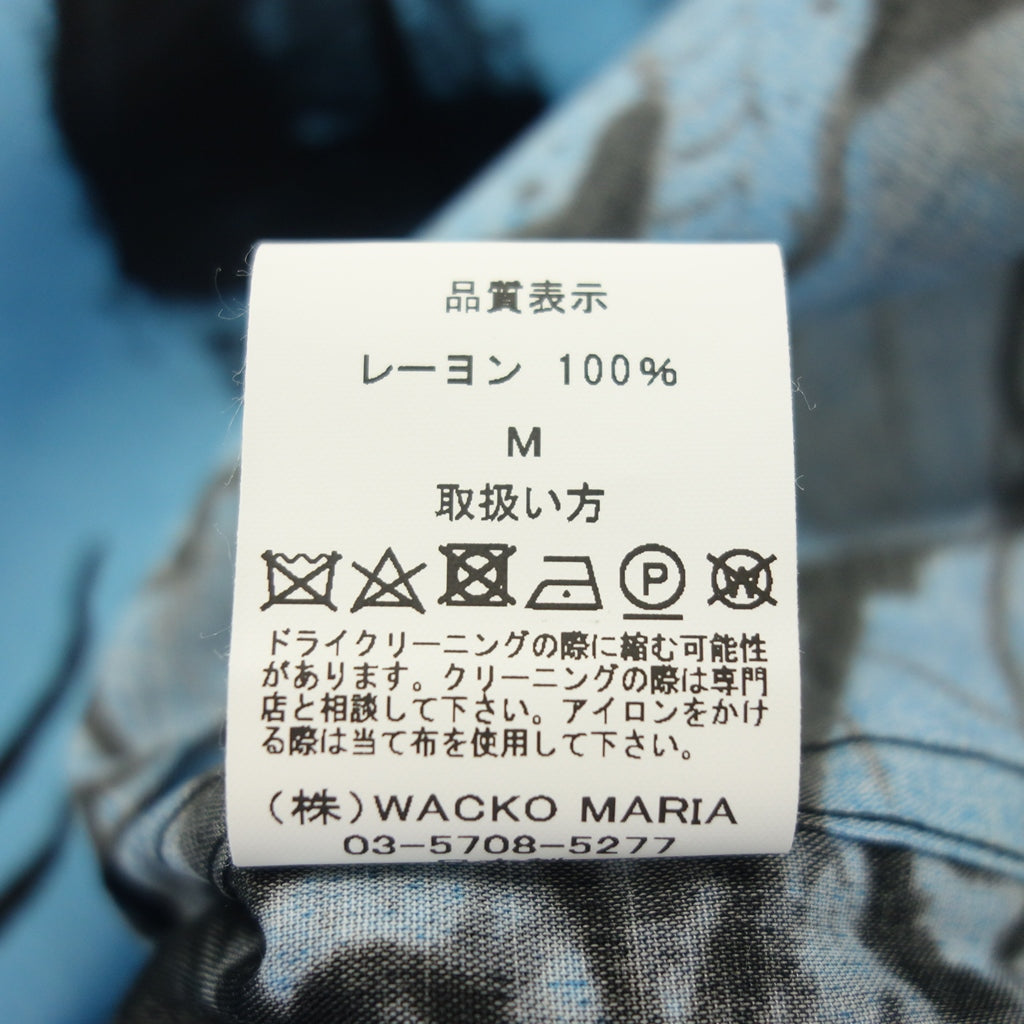 品質表示
レーヨン 100%
M
取扱い方
P W
ドライクリーニングの際に縮む可能性
があります。クリーニングの際は専門
店と相談して下さい。アイロンをかけ
る際は当て布を使用して下さい。
(株)WACKO MARIA
03-5708-5277